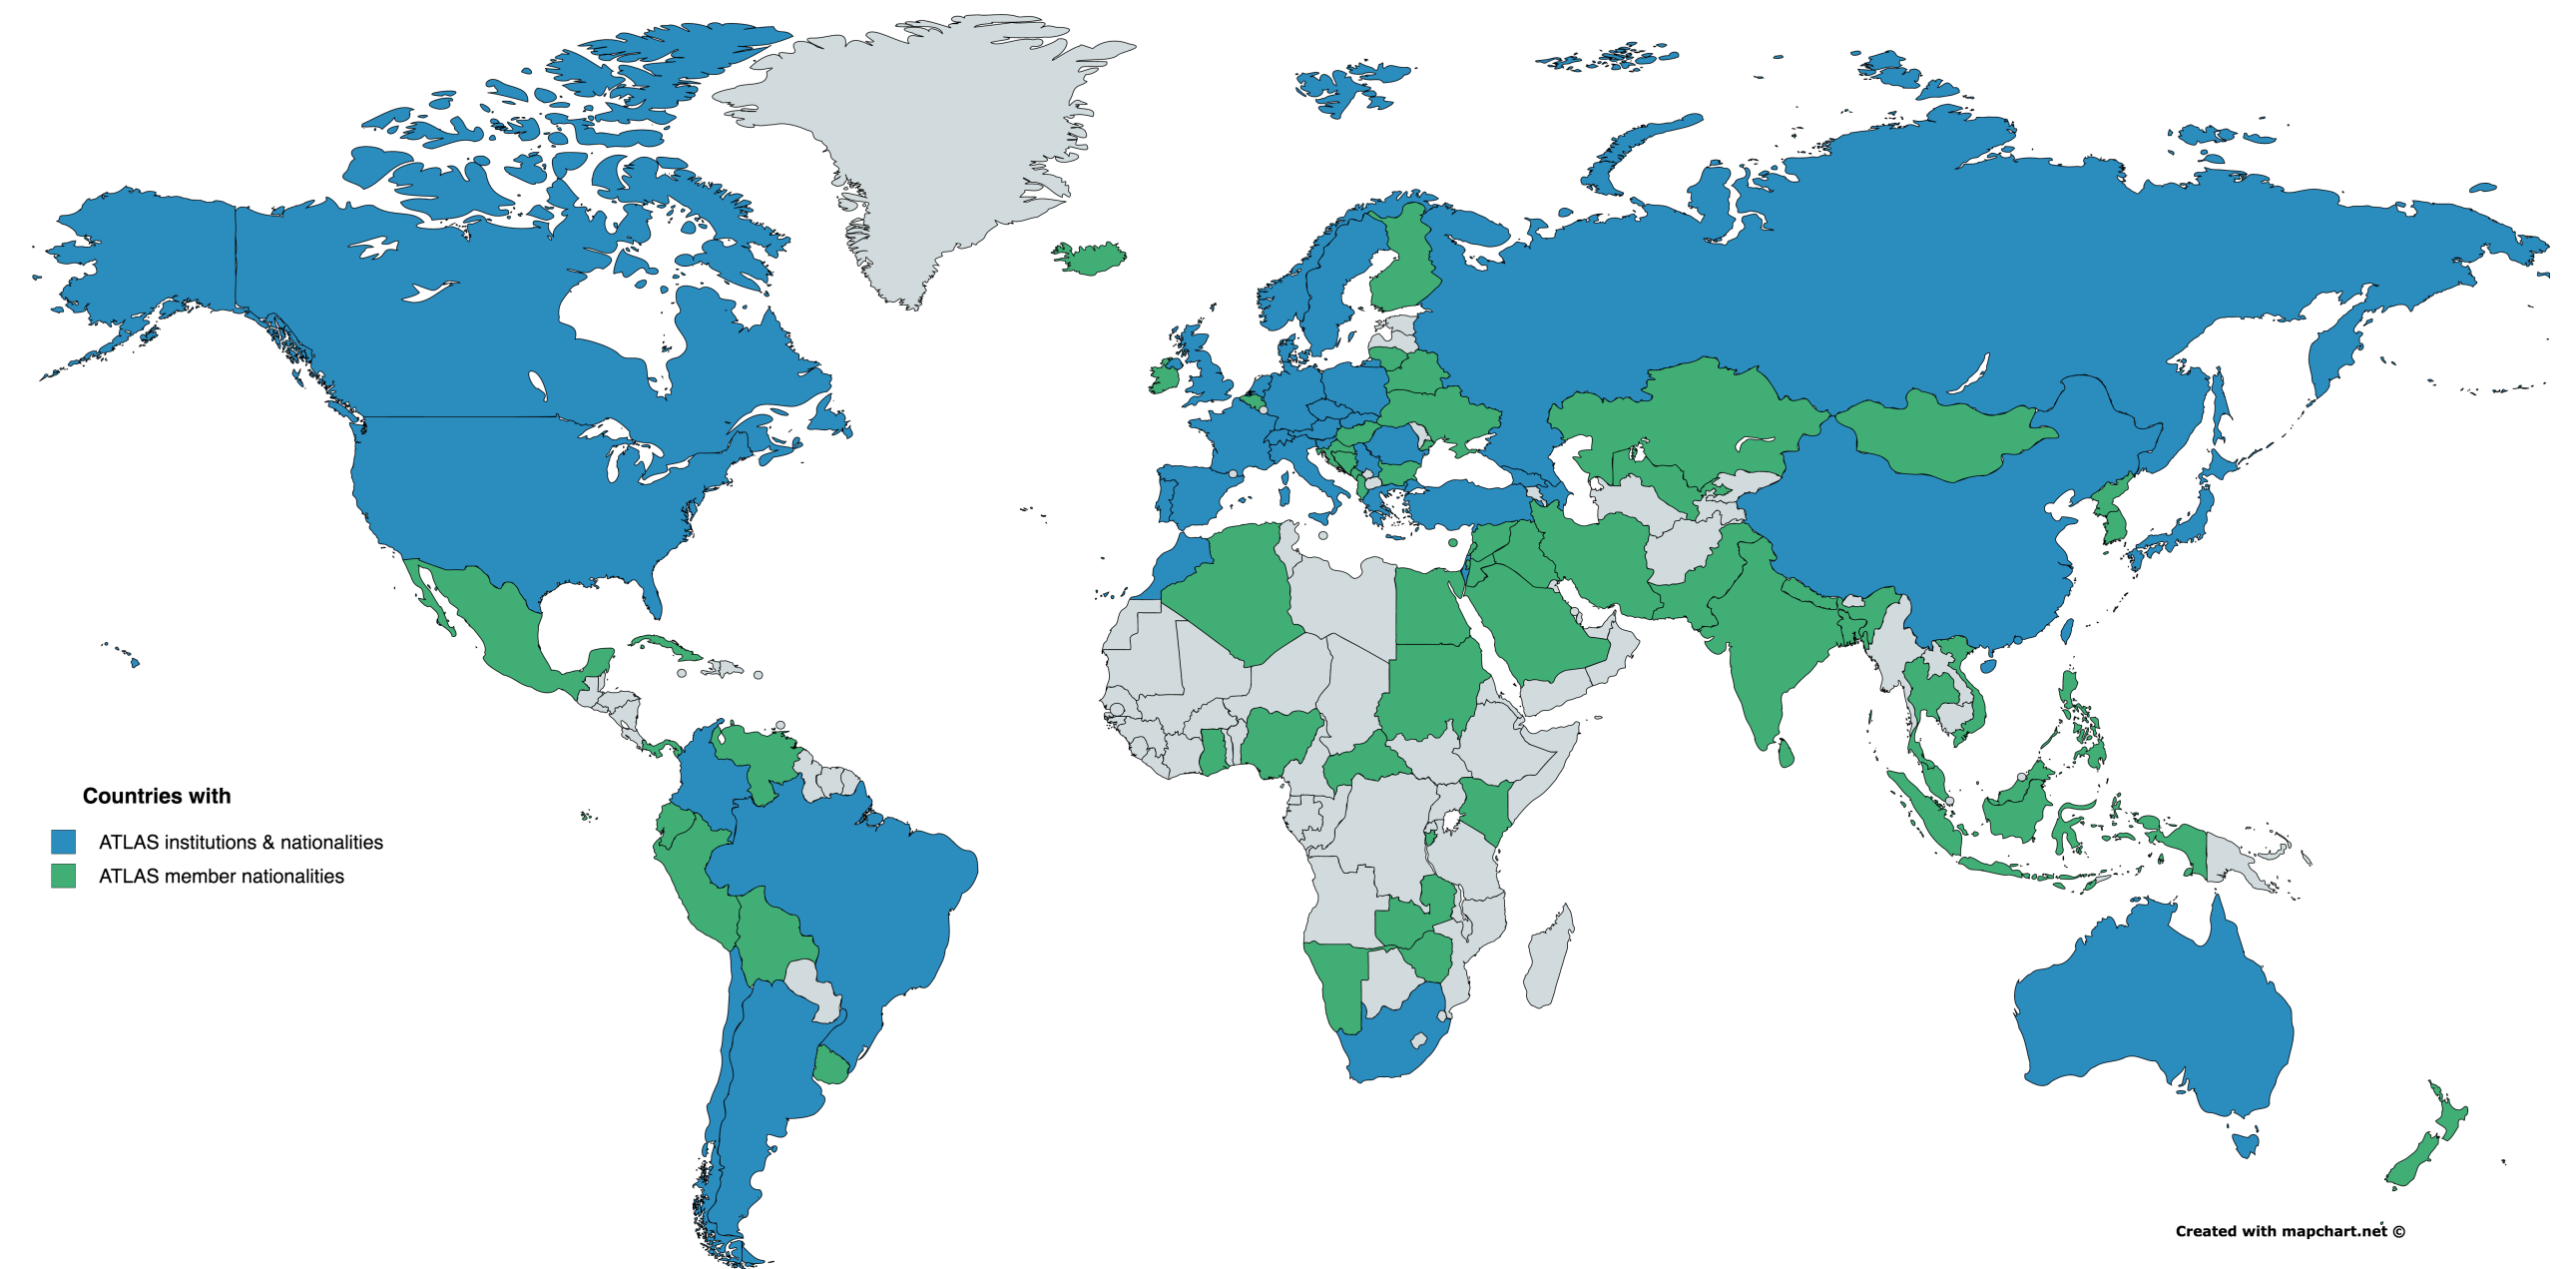 Countries with
ATLAS institutions & nationalities
ATLAS member nationalities
Created with mapchart.net ©